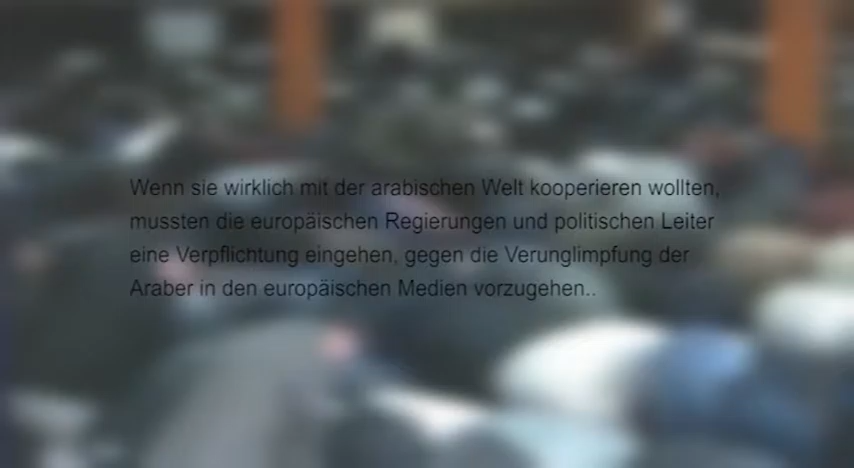 Wenn sie wirklich mit der arabischen Welt kooperieren wollten,
mussten die europäischen Regierungen und politischen Leiter
eine Verpflichtung eingehen, gegen die Verunglimpfung der
Araber in den europäischen Medien vorzugehen..